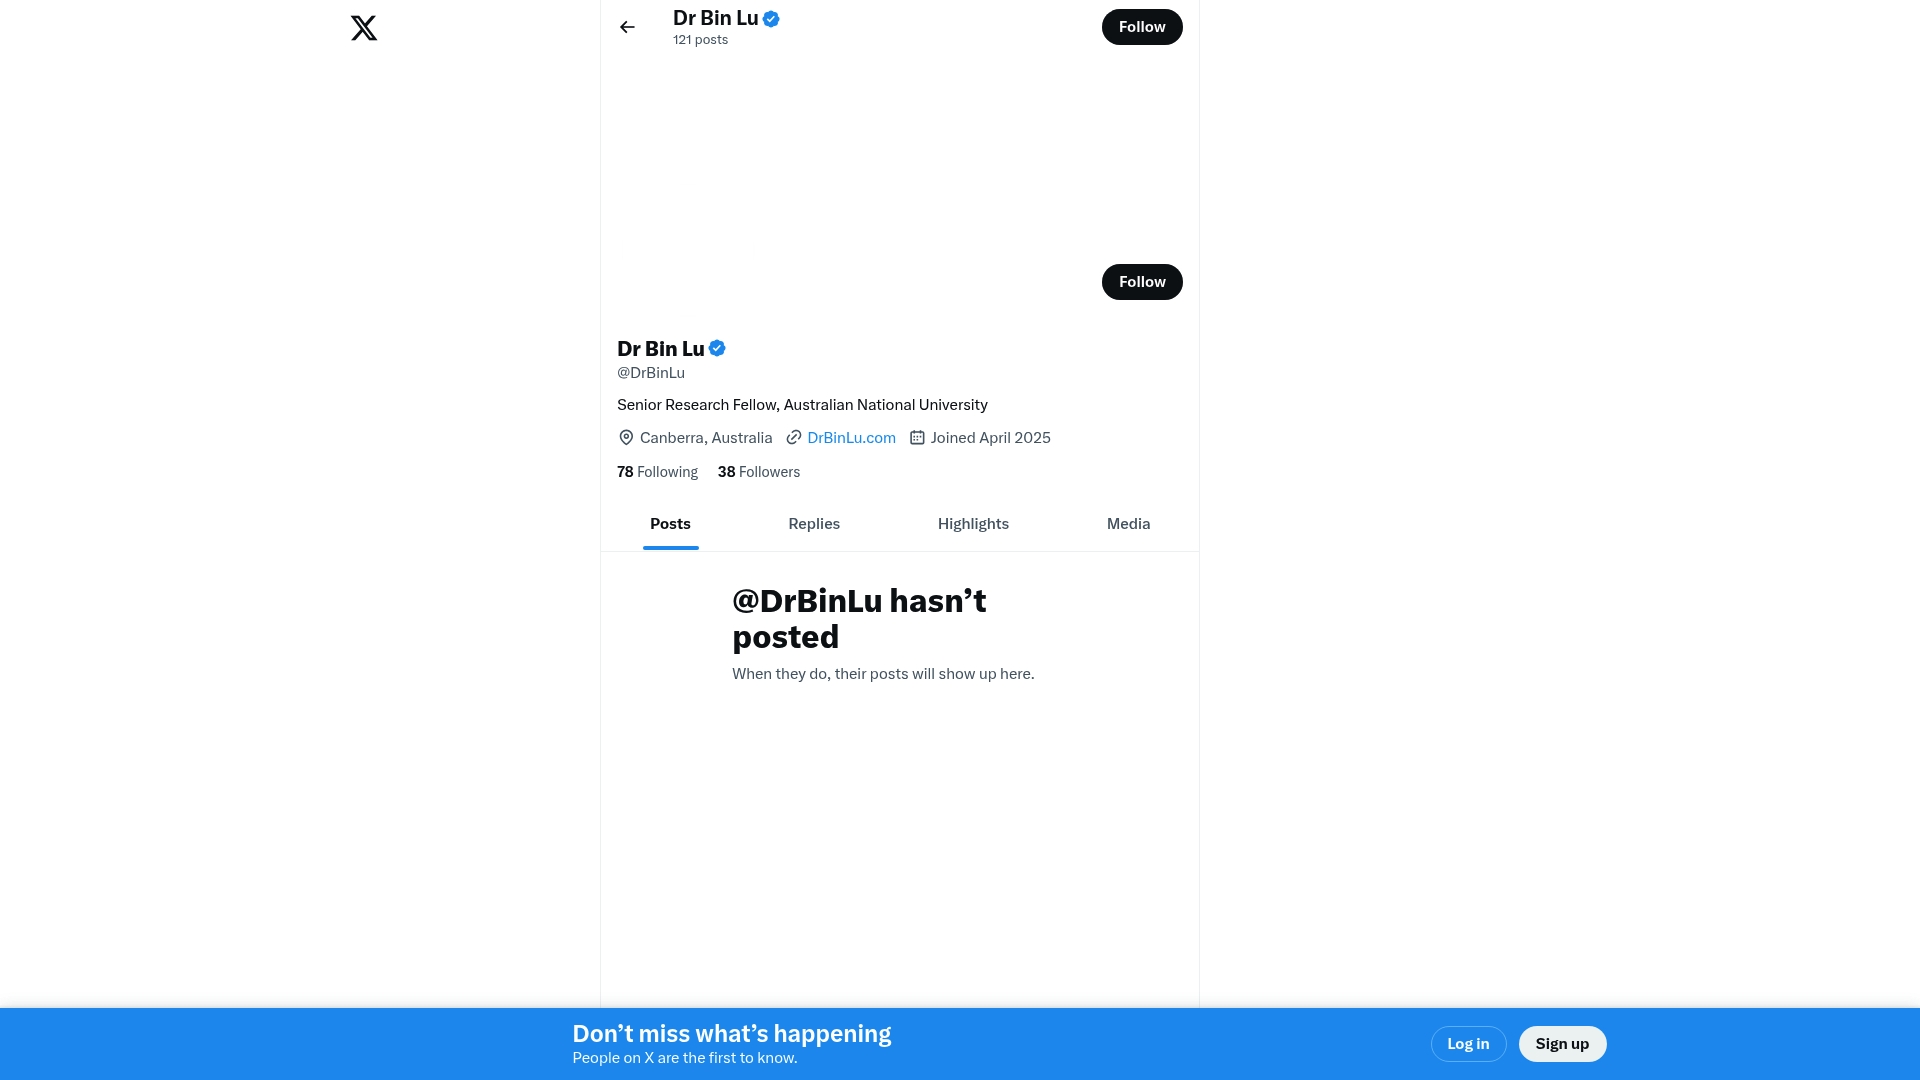 Dr Bin Lu
121 posts
Follow
Follow
Dr Bin Lu
@DrBinLu
Senior Research Fellow, Australian National University
Canberra, Australia DrBinLu.com Joined April 2025
78 Following 38 Followers
Posts Replies Highlights Media
@DrBinLu hasn’t
posted
When they do, their posts will show up here.
Don’t miss what’s happening
People on X are the first to know.
Log in Sign up